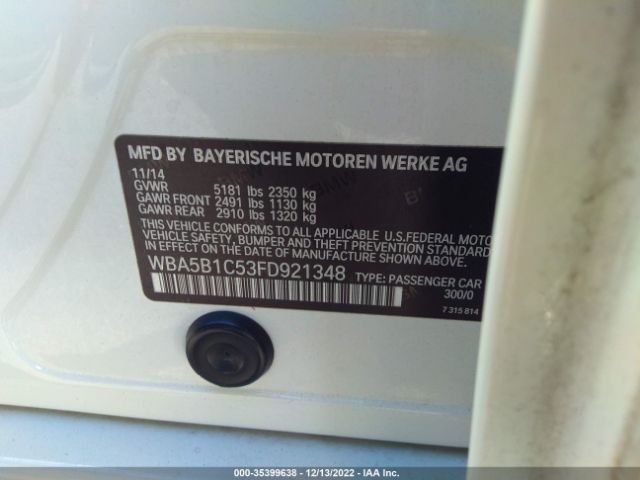 MFD BY BAYERISCHE MOTOREN WERKE AG
11/14
GVWR 5181 lbs 2350 kg
GAWR FRONT 2491 lbs 1130 kg
GAWR REAR 2910 lbs 1320 kg
THIS VEHICLE CONFORMS TO ALL APPLICABLE U.S.FEDERAL MOTO
VEHICLE SAFETY, BUMPER AND THEFT PREVENTION STANDARD
IN EFFECT ON THE DATE OF MANUFACTURE SHOWN ABOVE.
WBA5B1C53FD921348 TYPE: PASSENGER CAR
300/0
7 315 814
000-35399638 - 12/13/2022 - IAA Inc.